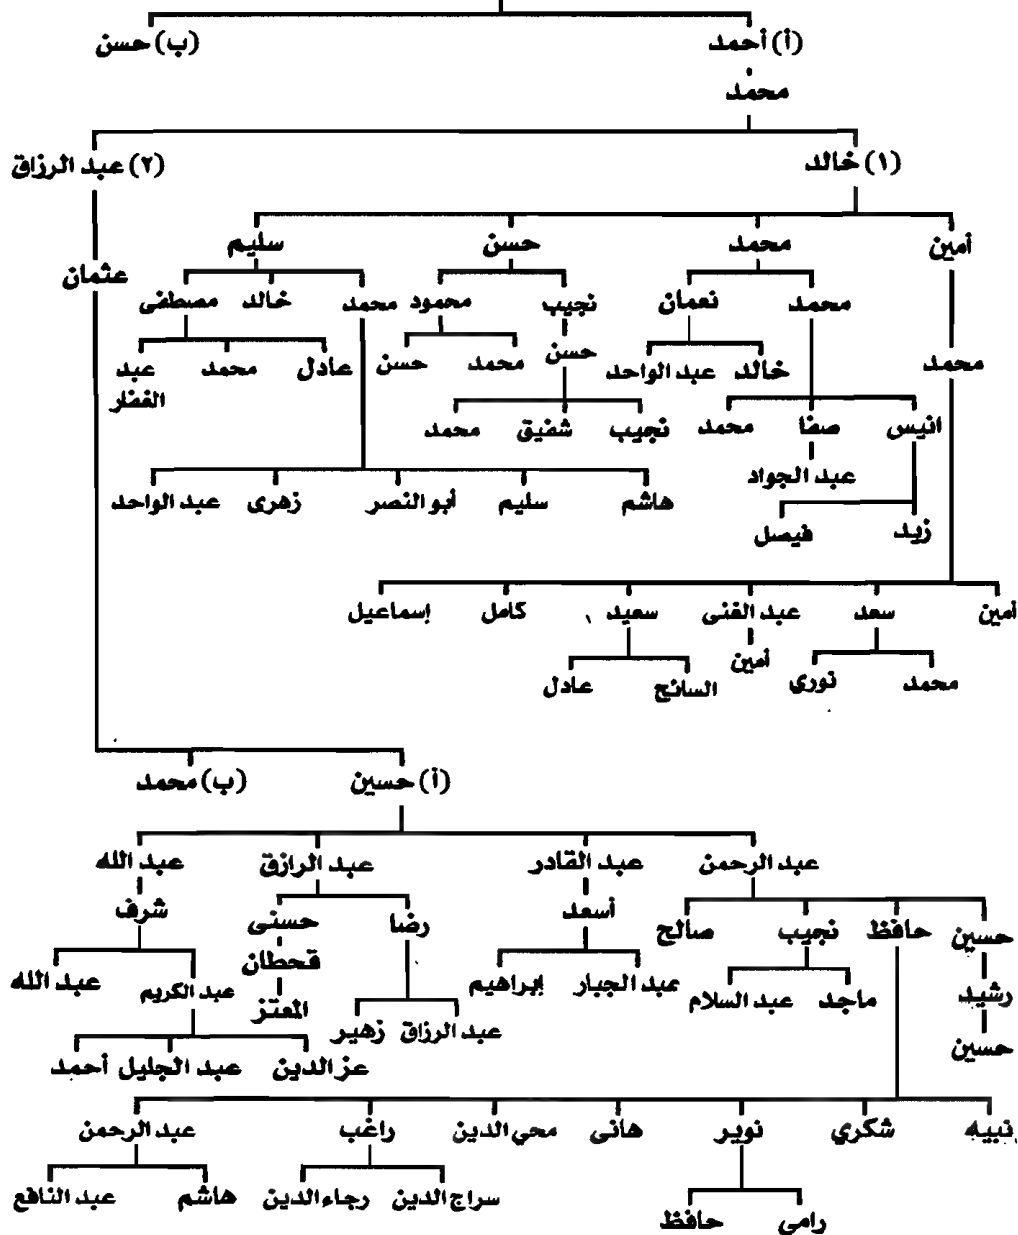 (أ) أحمد (ب) حسن
محمد
(١) خالد (٢) عبد الرزاق
أمين محمد حسن سليم
عثمان
محمد نعمان نجيب محمود محمد خالد مصطفى
محمد خالد عبد الواحد حسن محمد حسن عادل محمد عبد الغفار
انيس صفا محمد نجيب شفيق محمد
عبد الجواد
هاشم سليم أبو النصر زهرى عبد الواحد
زيد فيصل
أمين سعد عبد الغنى سعيد كامل إسماعيل
محمد نوري أمين السائح عادل
(أ) حسين (ب) محمد
عبد الرحمن عبد القادر عبد الرازق عبد الله
حسين حافظ نجيب صالح أسعد رضا حسنى شرف
رشيد ماجد عبد السلام عبد الجبار إبراهيم قحطان عبد الكريم عبد الله
حسين عبد الرزاق زهير المعتز
عز الدين عبد الجليل أحمد
نبيه شكري نوير هانى محي الدين راغب عبد الرحمن
رامى حافظ سراج الدين رجاء الدين هاشم عبد النافع